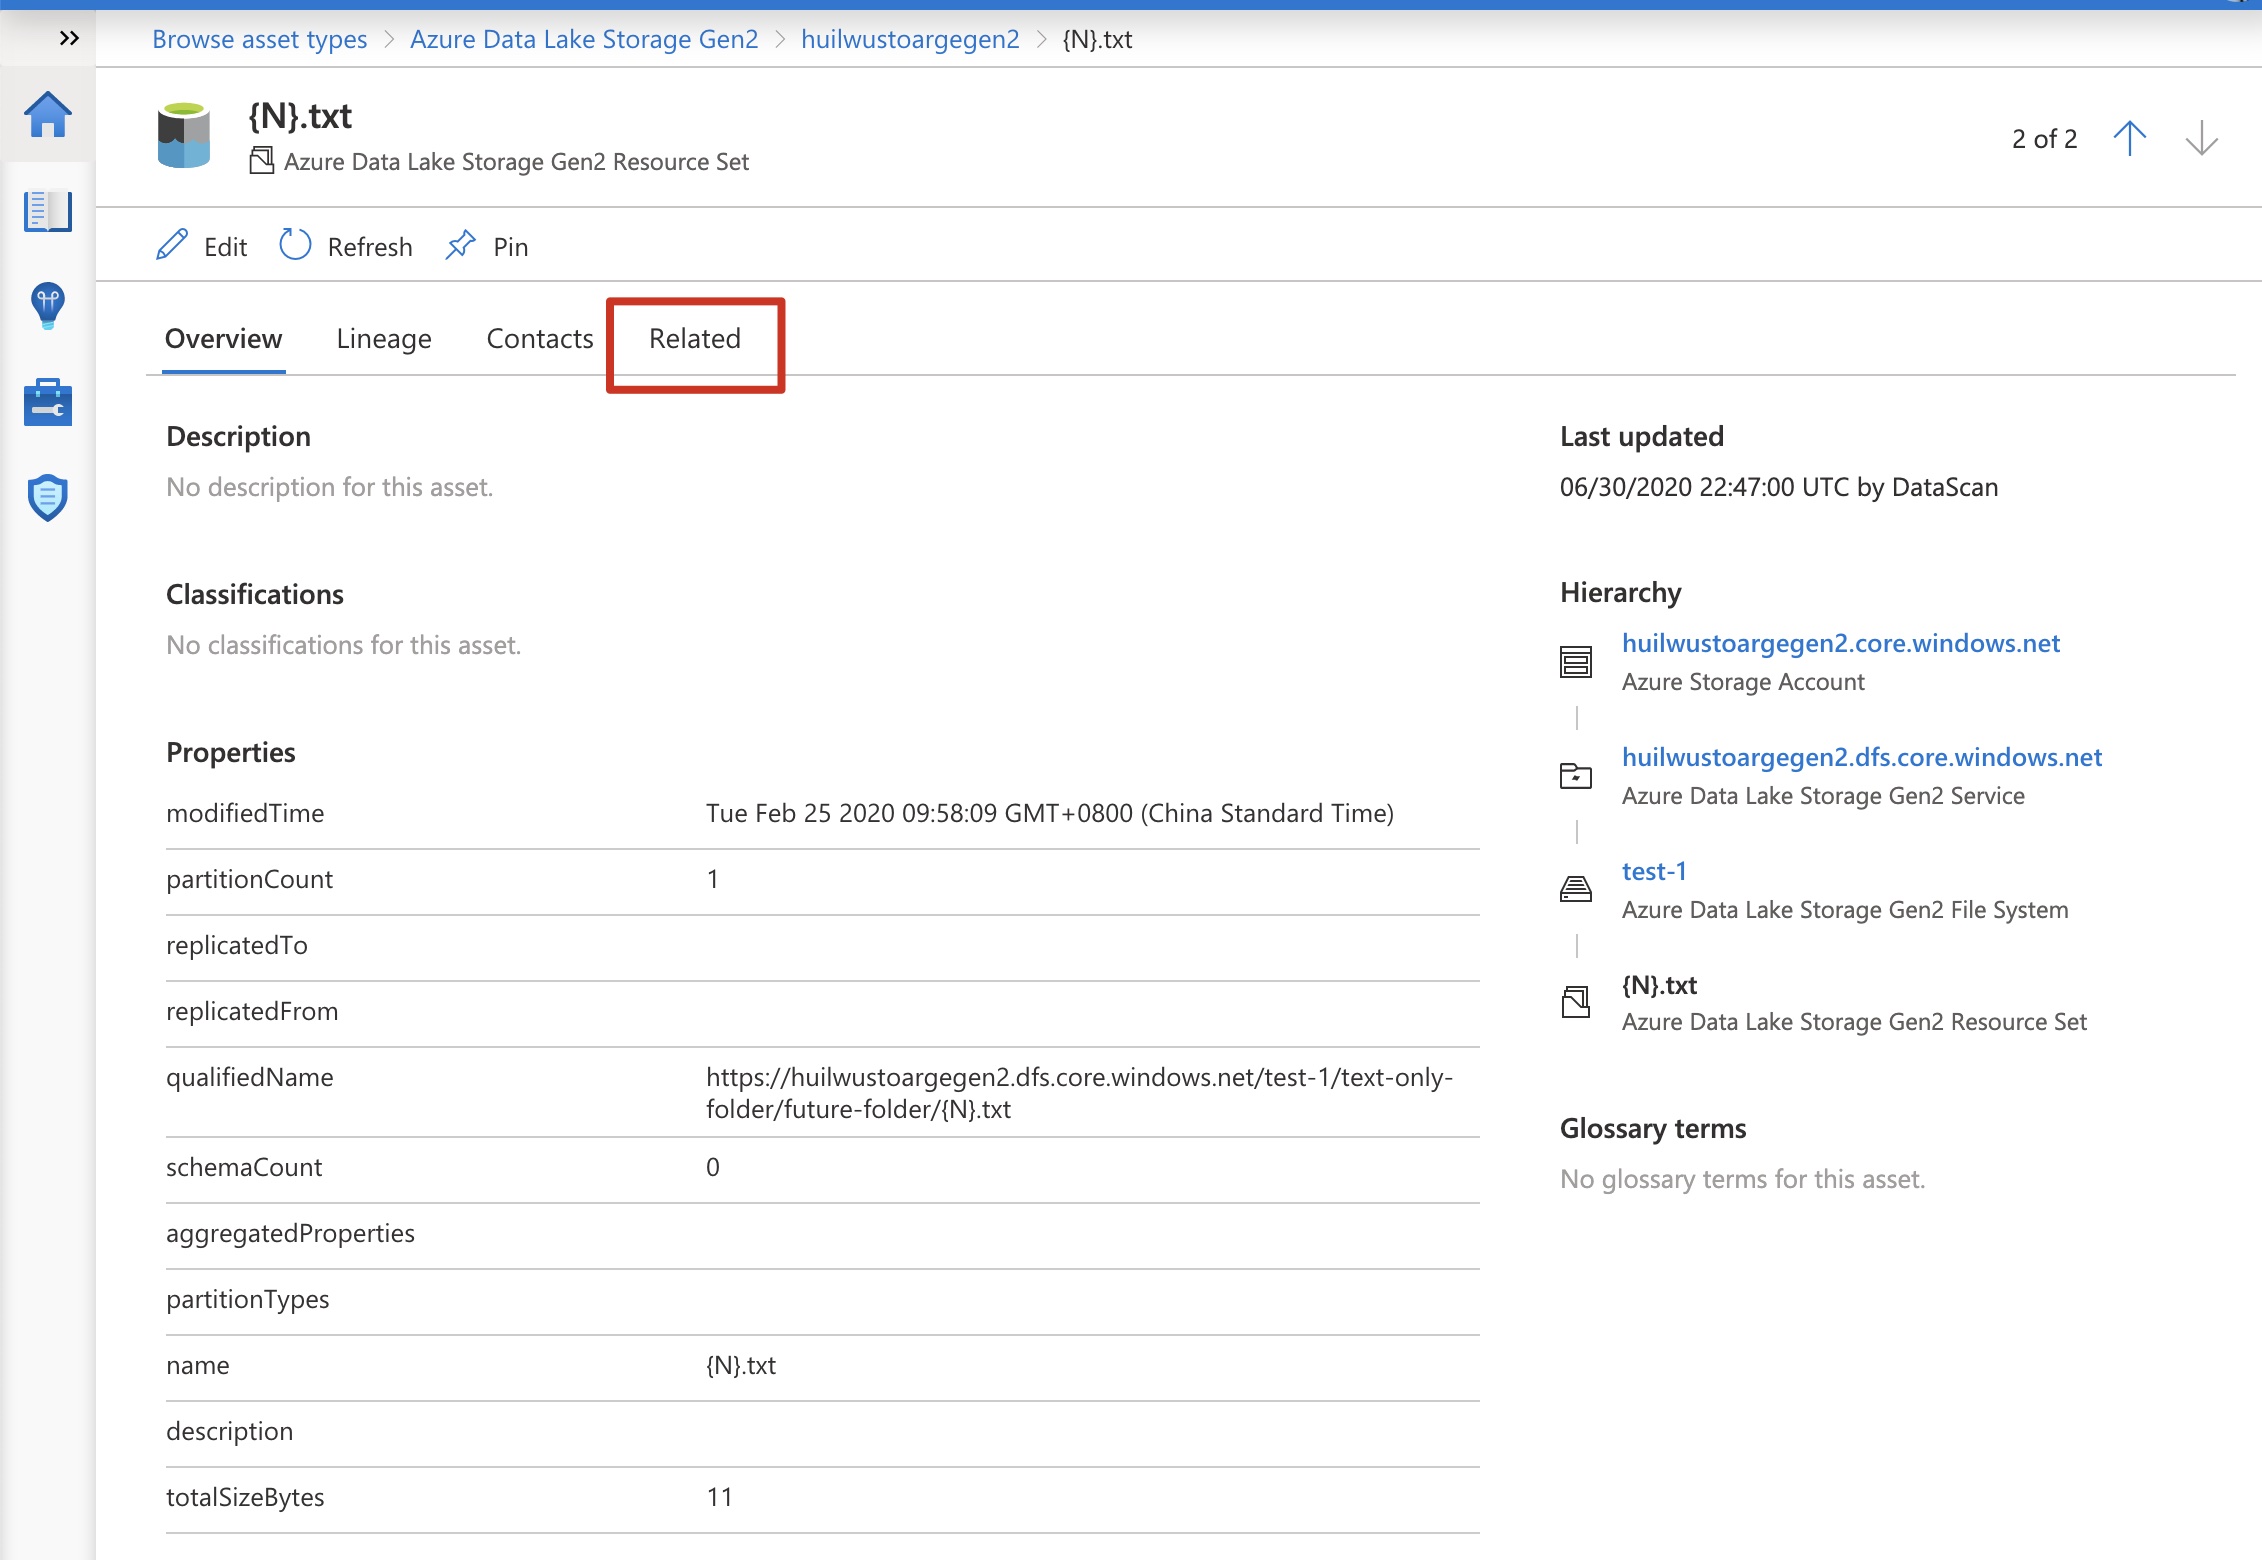 Browse asset types > Azure Data Lake Storage Gen2 > huilwustoargegen2 > {N}.txt
{N}.txt
Azure Data Lake Storage Gen2 Resource Set
2 of 2
Edit Refresh Pin
Overview Lineage Contacts Related
Description
No description for this asset.
Classifications
No classifications for this asset.
Properties
modifiedTime Tue Feb 25 2020 09:58:09 GMT+0800 (China Standard Time)
partitionCount 1
replicatedTo
replicatedFrom
qualifiedName https://huilwustoargegen2.dfs.core.windows.net/test-1/text-only-
folder/future-folder/{N}.txt
schemaCount 0
aggregatedProperties
partitionTypes
name {N}.txt
description
totalSizeBytes 11
Last updated
06/30/2020 22:47:00 UTC by DataScan
Hierarchy
huilwustoargegen2.core.windows.net
Azure Storage Account
huilwustoargegen2.dfs.core.windows.net
Azure Data Lake Storage Gen2 Service
test-1
Azure Data Lake Storage Gen2 File System
{N}.txt
Azure Data Lake Storage Gen2 Resource Set
Glossary terms
No glossary terms for this asset.